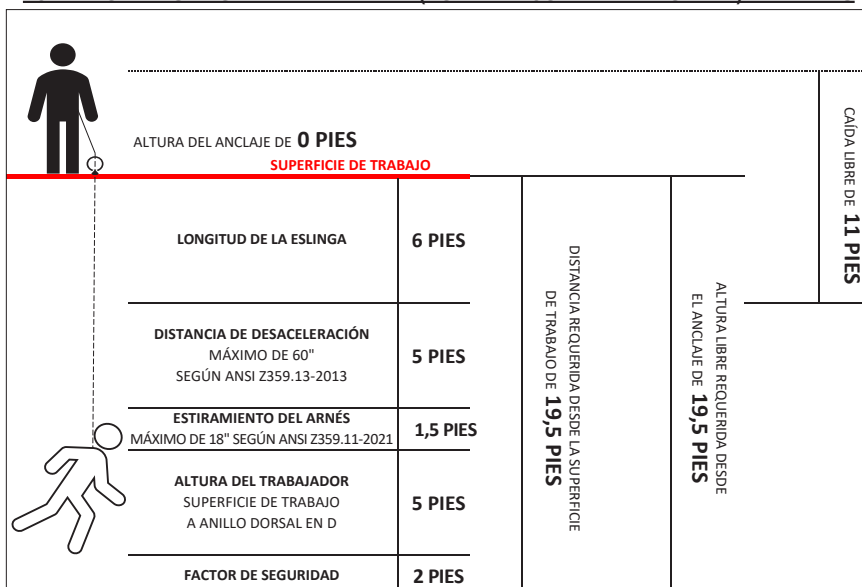 ALTURA DEL ANCLAJE DE 0 PIES
SUPERFICIE DE TRABAJO
LONGITUD DE LA ESLINGA
6 PIES
DISTANCIA DE DESACELERACIÓN
MÁXIMO DE 60"
SEGÚN ANSI Z359.13-2013
5 PIES
ESTIRAMIENTO DEL ARNÉS
MÁXIMO DE 18" SEGÚN ANSI Z359.11-2021
1,5 PIES
ALTURA DEL TRABAJADOR
SUPERFICIE DE TRABAJO
A ANILLO DORSAL EN D
5 PIES
FACTOR DE SEGURIDAD
2 PIES
DISTANCIA REQUERIDA DESDE LA SUPERFICIE
DE TRABAJO DE 19,5 PIES
ALTURA LIBRE REQUERIDA DESDE
EL ANCLAJE DE 19,5 PIES
CAÍDA LIBRE DE 11 PIES